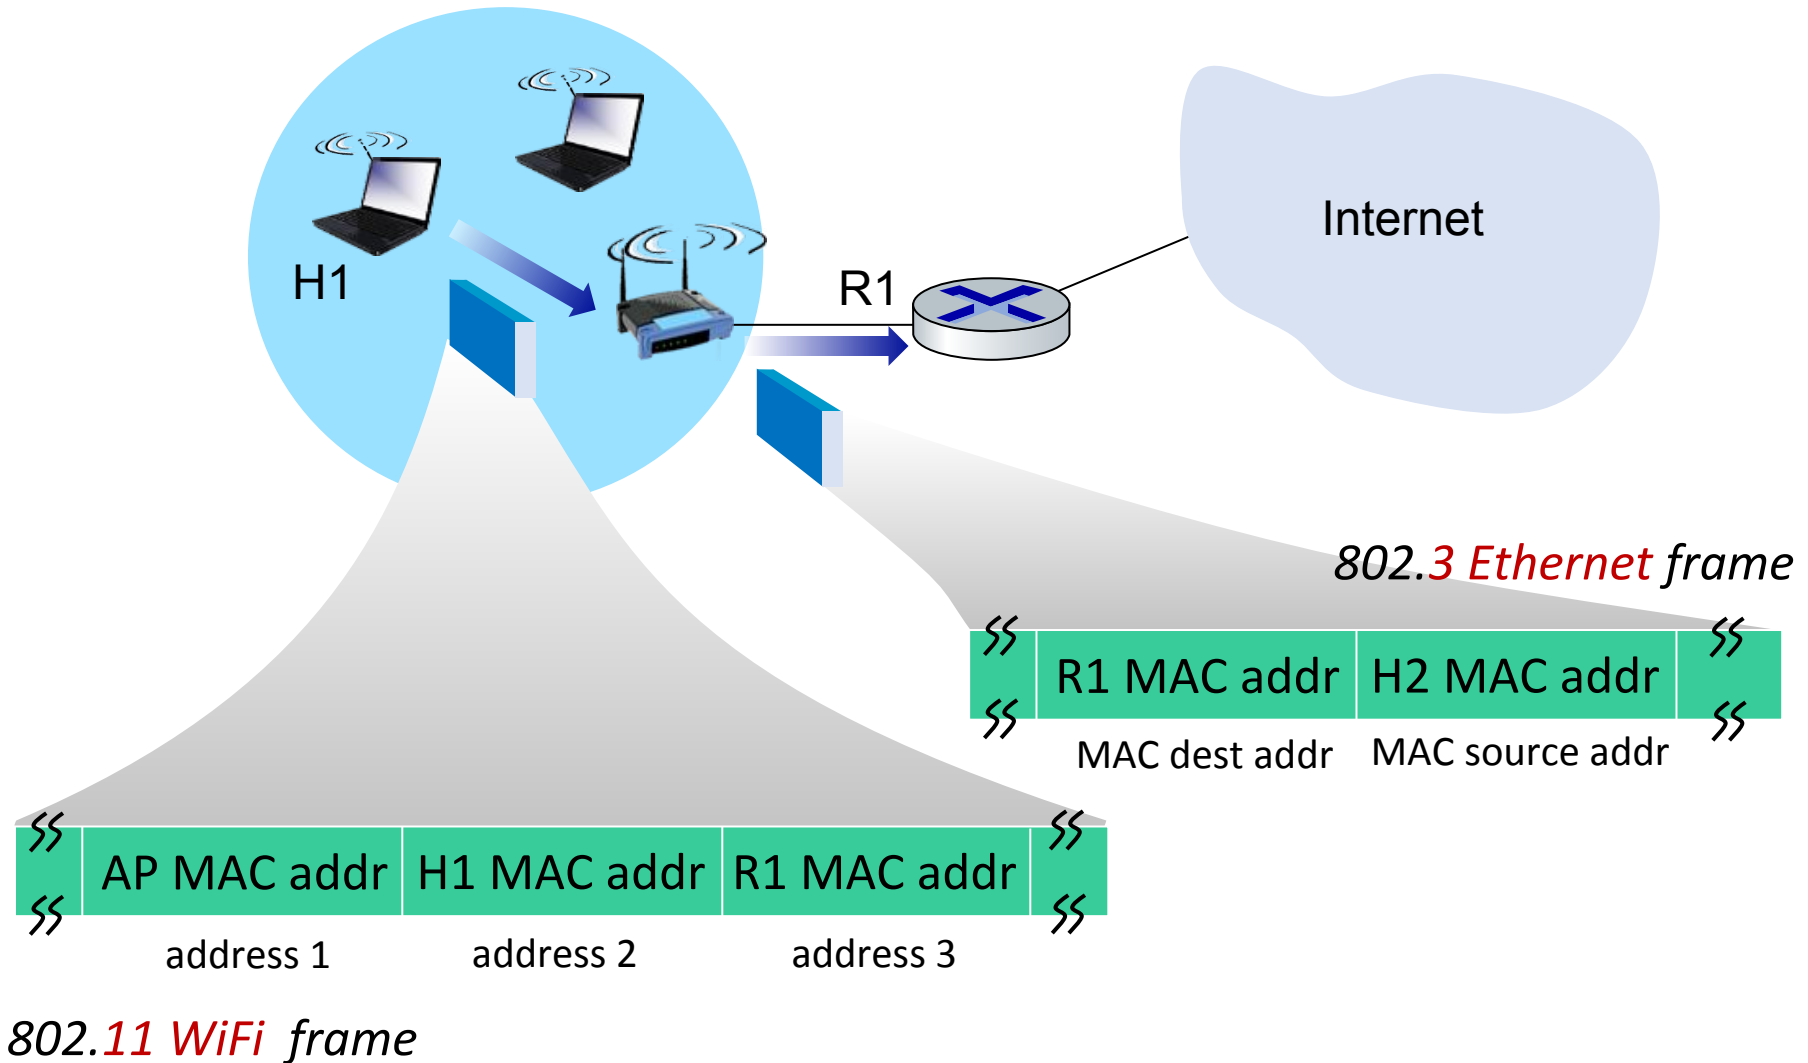 H1
R1
Internet
802.3 Ethernet frame
R1 MAC addr
H2 MAC addr
MAC dest addr
MAC source addr
AP MAC addr
H1 MAC addr
R1 MAC addr
address 1
address 2
address 3
802.11 WiFi frame